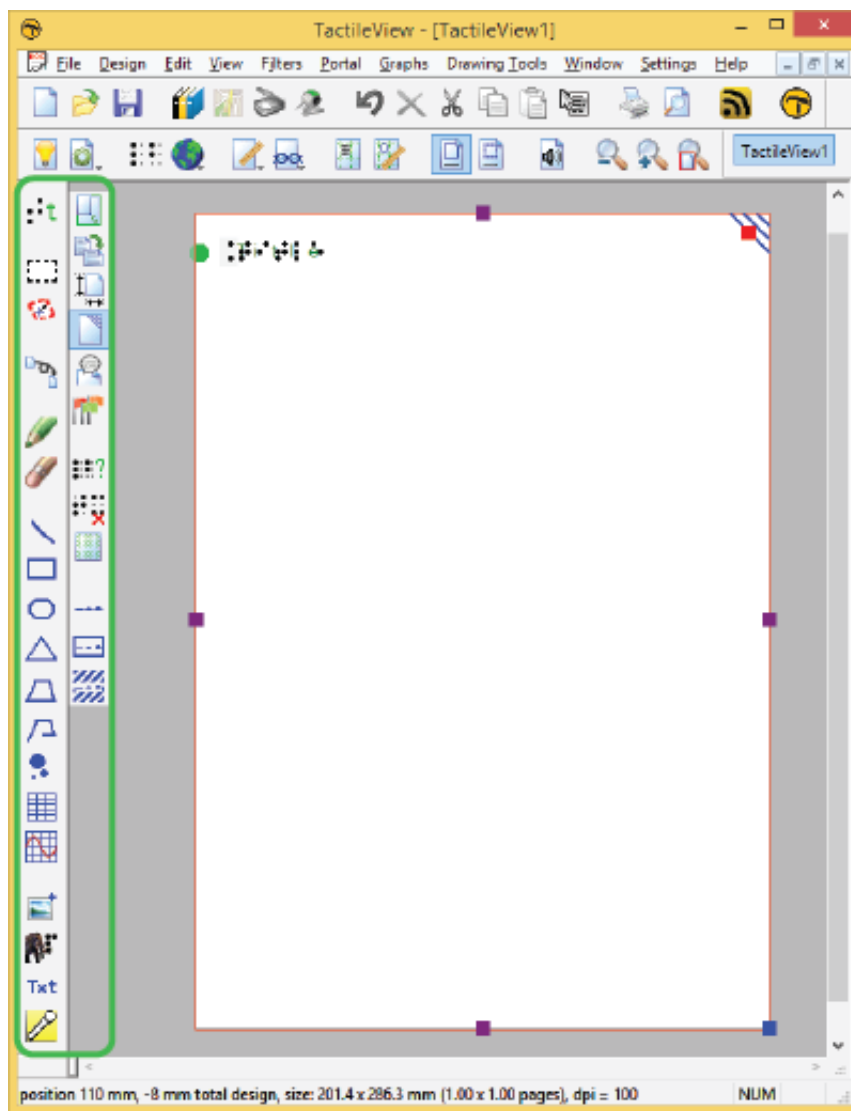 TactileView - [TactileView1]
File Design Edit View Filters Portal Graphs Drawing Tools Window Settings Help
TactileView1
t
?
Txt
position 110 mm, -8 mm total design, size: 201.4 x 286.3 mm (1.00 x 1.00 pages), dpi = 100 NUM